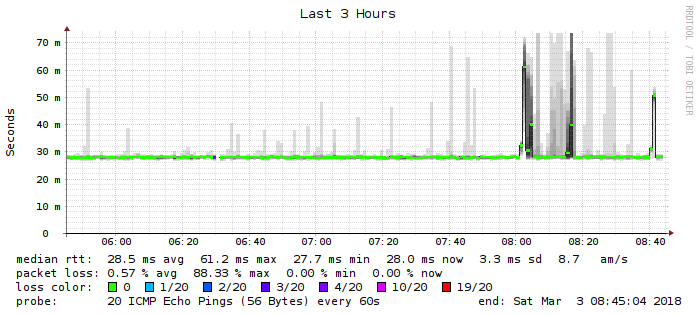 Last 3 Hours
RRDTOOL / TOBI OETIKER
Seconds
70 m
60 m
50 m
40 m
30 m
20 m
10 m
0
06:00 06:20 06:40 07:00 07:20 07:40 08:00 08:20 08:40
median rtt: 28.5 ms avg 61.2 ms max 27.7 ms min 28.0 ms now 3.3 ms sd 8.7 am/s
packet loss: 0.57 % avg 88.33 % max 0.00 % min 0.00 % now
loss color: 0 1/20 2/20 3/20 4/20 10/20 19/20
probe: 20 ICMP Echo Pings (56 Bytes) every 60s end: Sat Mar 3 08:45:04 2018